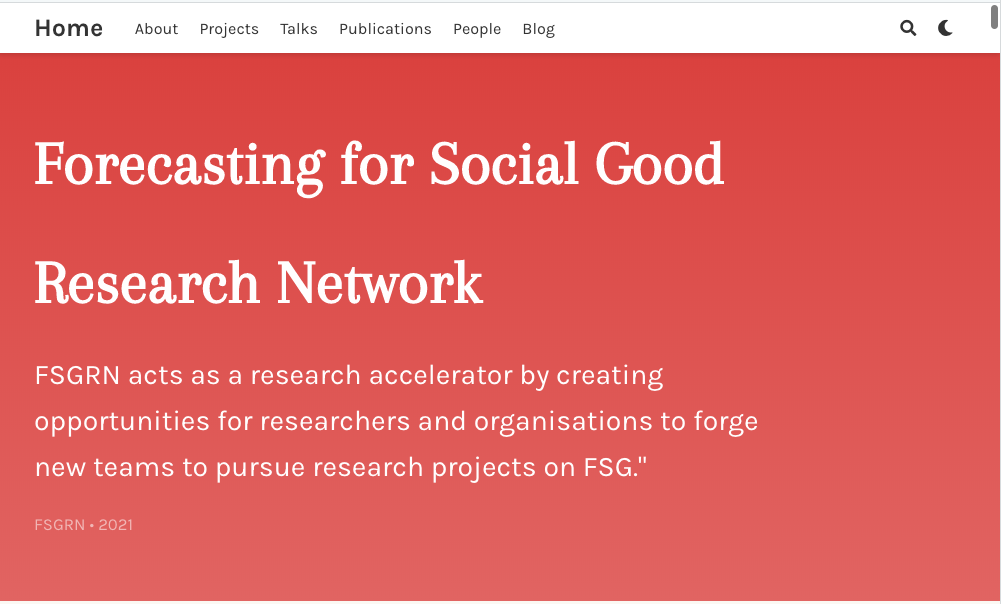 Home About Projects Talks Publications People Blog
Forecasting for Social Good
Research Network
FSGRN acts as a research accelerator by creating
opportunities for researchers and organisations to forge
new teams to pursue research projects on FSG."
FSGRN • 2021